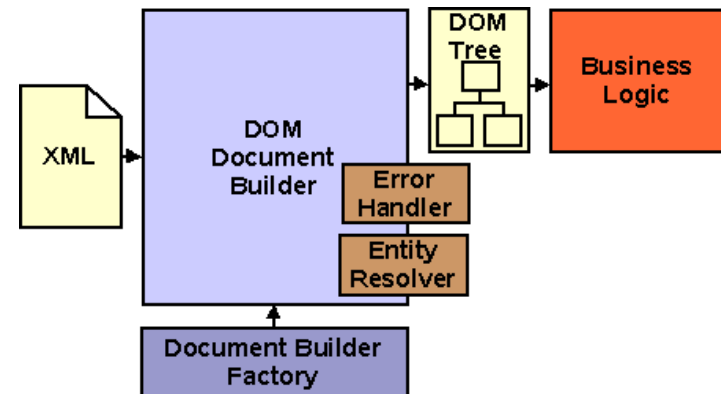 XML
DOM
Document
Builder
DOM
Tree
Business
Logic
Error
Handler
Entity
Resolver
Document Builder
Factory